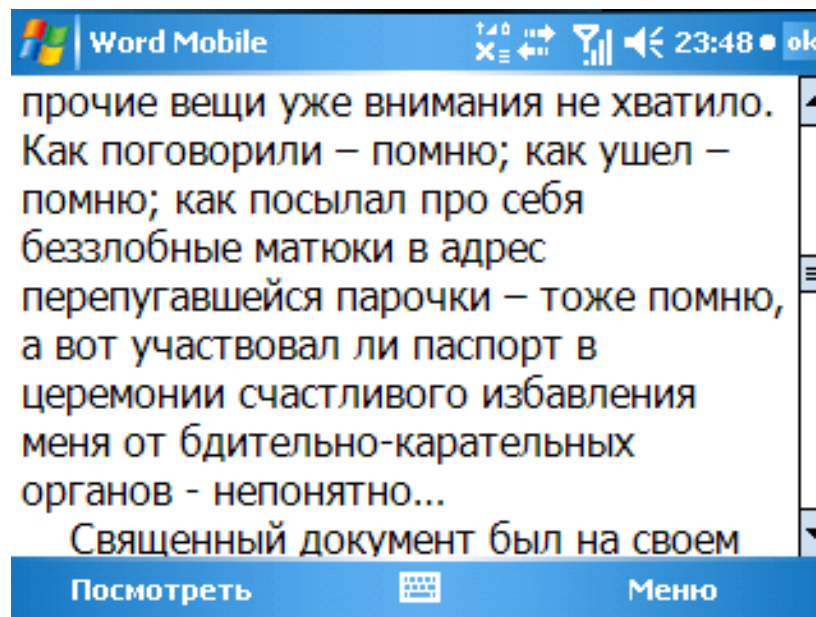 Word Mobile 23:48 ok
прочие вещи уже внимания не хватило.
Как поговорили – помню; как ушел –
помню; как посылал про себя
беззлобные матюки в адрес
перепугавшейся парочки – тоже помню,
а вот участвовал ли паспорт в
церемонии счастливого избавления
меня от бдительно-карательных
органов - непонятно...
Священный документ был на своем
Посмотреть Меню